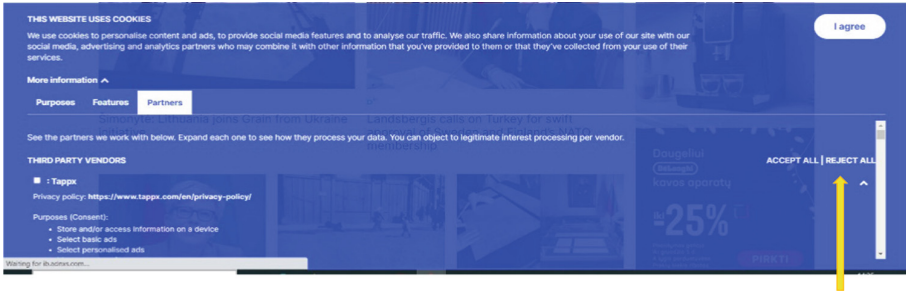 THIS WEBSITE USES COOKIES
I agree
We use cookies to personalise content and ads, to provide social media features and to analyse our traffic. We also share information about your use of our site with our
social media, advertising and analytics partners who may combine it with other information that you've provided to them or that they've collected from your use of their
services.
More information
Purposes Features Partners
Simonyte: Lithuania joins Grain from Ukraine
Landsbergis calls on Turkey for swift
See the partners we work with below. Expand each one to see how they process your data. You can object to legitimate interest processing per vendor.
membership
THIRD PARTY VENDORS
ACCEPT ALL | REJECT ALL
Daugeliui
: Tappx
kavos aparatų
Privacy policy: https://www.tappx.com/en/privacy-policy/
Purposes (Consent):
-25%
• Store and/or access information on a device
• Select basic ads
• Select personalised ads
PIRKTI